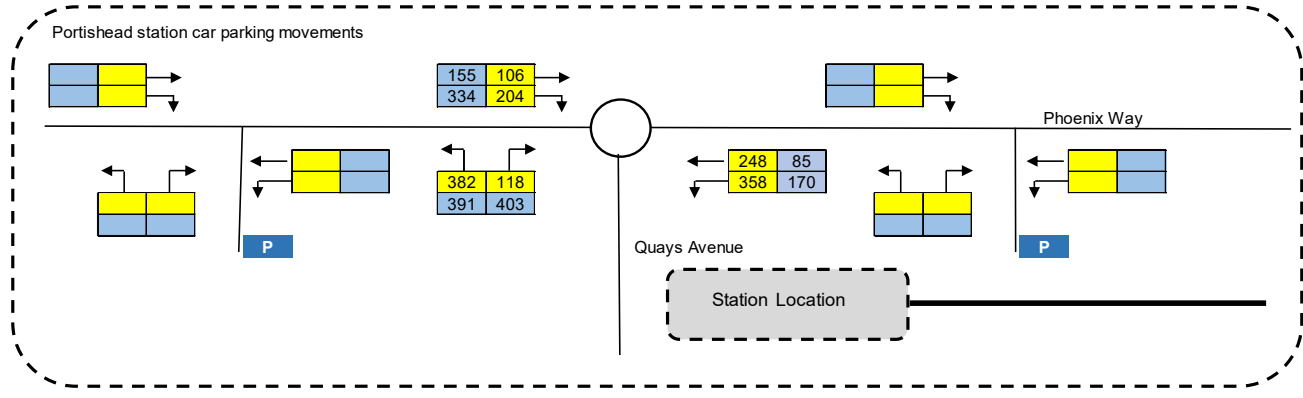 Portishead station car parking movements
155 106
334 204
Phoenix Way
248 85
358 170
382 118
391 403
P
Quays Avenue
P
Station Location